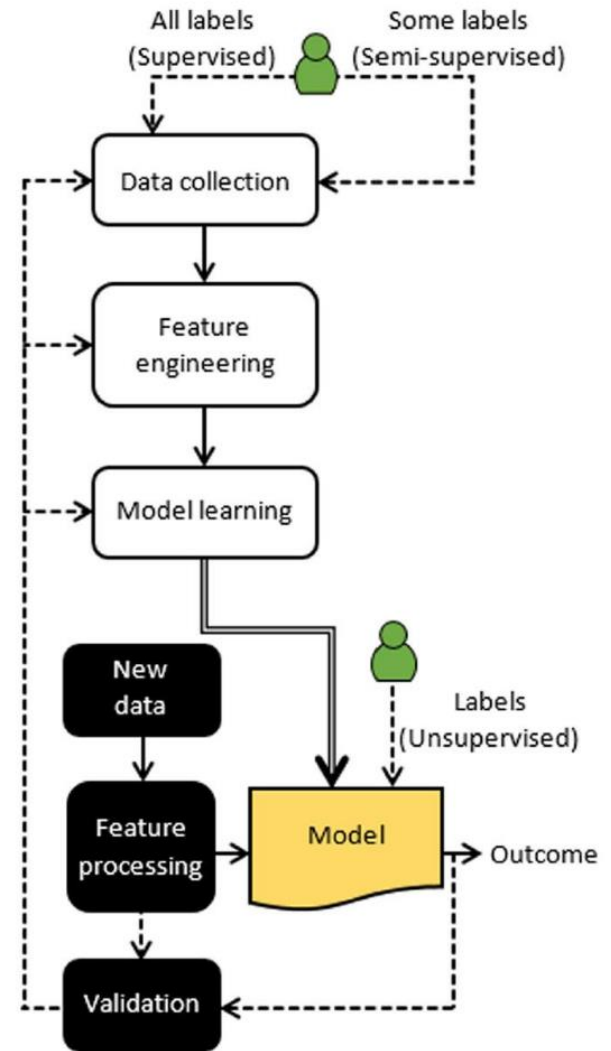 All labels
(Supervised)
Some labels
(Semi-supervised)
Data collection
Feature
engineering
Model learning
New
data
Labels
(Unsupervised)
Feature
processing
Model
Outcome
Validation